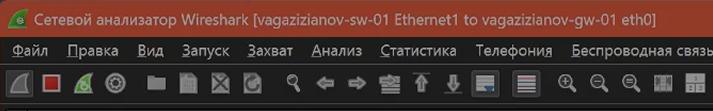 Сетевой анализатор Wireshark [vagazizianov-sw-01 Ethernet1 to vagazizianov-gw-01 eth0]
Файл Правка Вид Запуск Захват Анализ Статистика Телефония Беспроводная связь